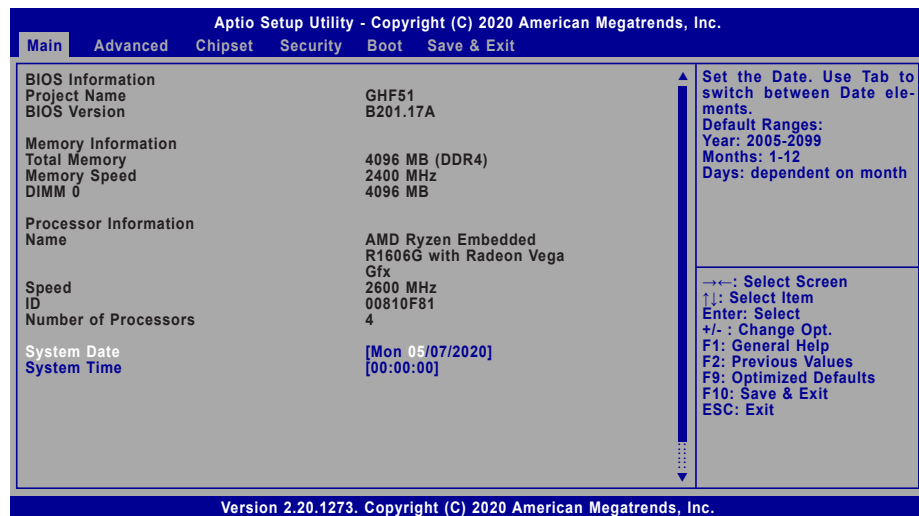 Aptio Setup Utility - Copyright (C) 2020 American Megatrends, Inc.
Main Advanced Chipset Security Boot Save & Exit
BIOS Information
Project Name GHF51
BIOS Version B201.17A
Memory Information
Total Memory 4096 MB (DDR4)
Memory Speed 2400 MHz
DIMM 0 4096 MB
Processor Information
Name AMD Ryzen Embedded
R1606G with Radeon Vega
Gfx
Speed 2600 MHz
ID 00810F81
Number of Processors 4
System Date [Mon 05/07/2020]
System Time [00:00:00]
Set the Date. Use Tab to
switch between Date ele-
ments.
Default Ranges:
Year: 2005-2099
Months: 1-12
Days: dependent on month
→←: Select Screen
↑↓: Select Item
Enter: Select
+/- : Change Opt.
F1: General Help
F2: Previous Values
F9: Optimized Defaults
F10: Save & Exit
ESC: Exit
Version 2.20.1273. Copyright (C) 2020 American Megatrends, Inc.